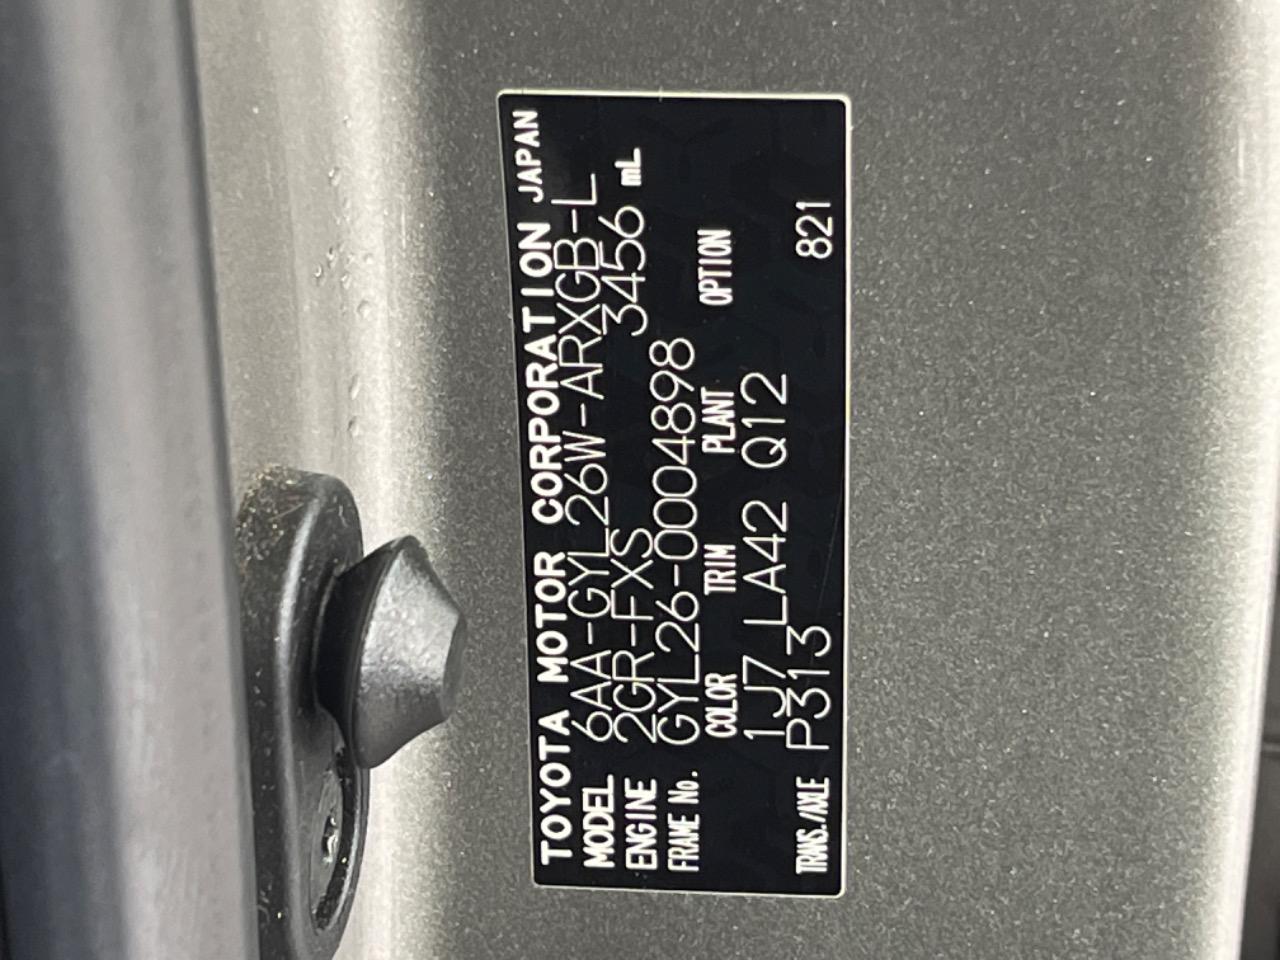 TOYOTA MOTOR CORPORATION JAPAN
MODEL 6AA-GYL26W-ARXGB-L
ENGINE 2GR-FXS 3456 mL
FRAME No. GYL26-0004898
COLOR TRIM PLANT OPTION
1J7 LA42 Q12
TRANS./AXLE P313 821